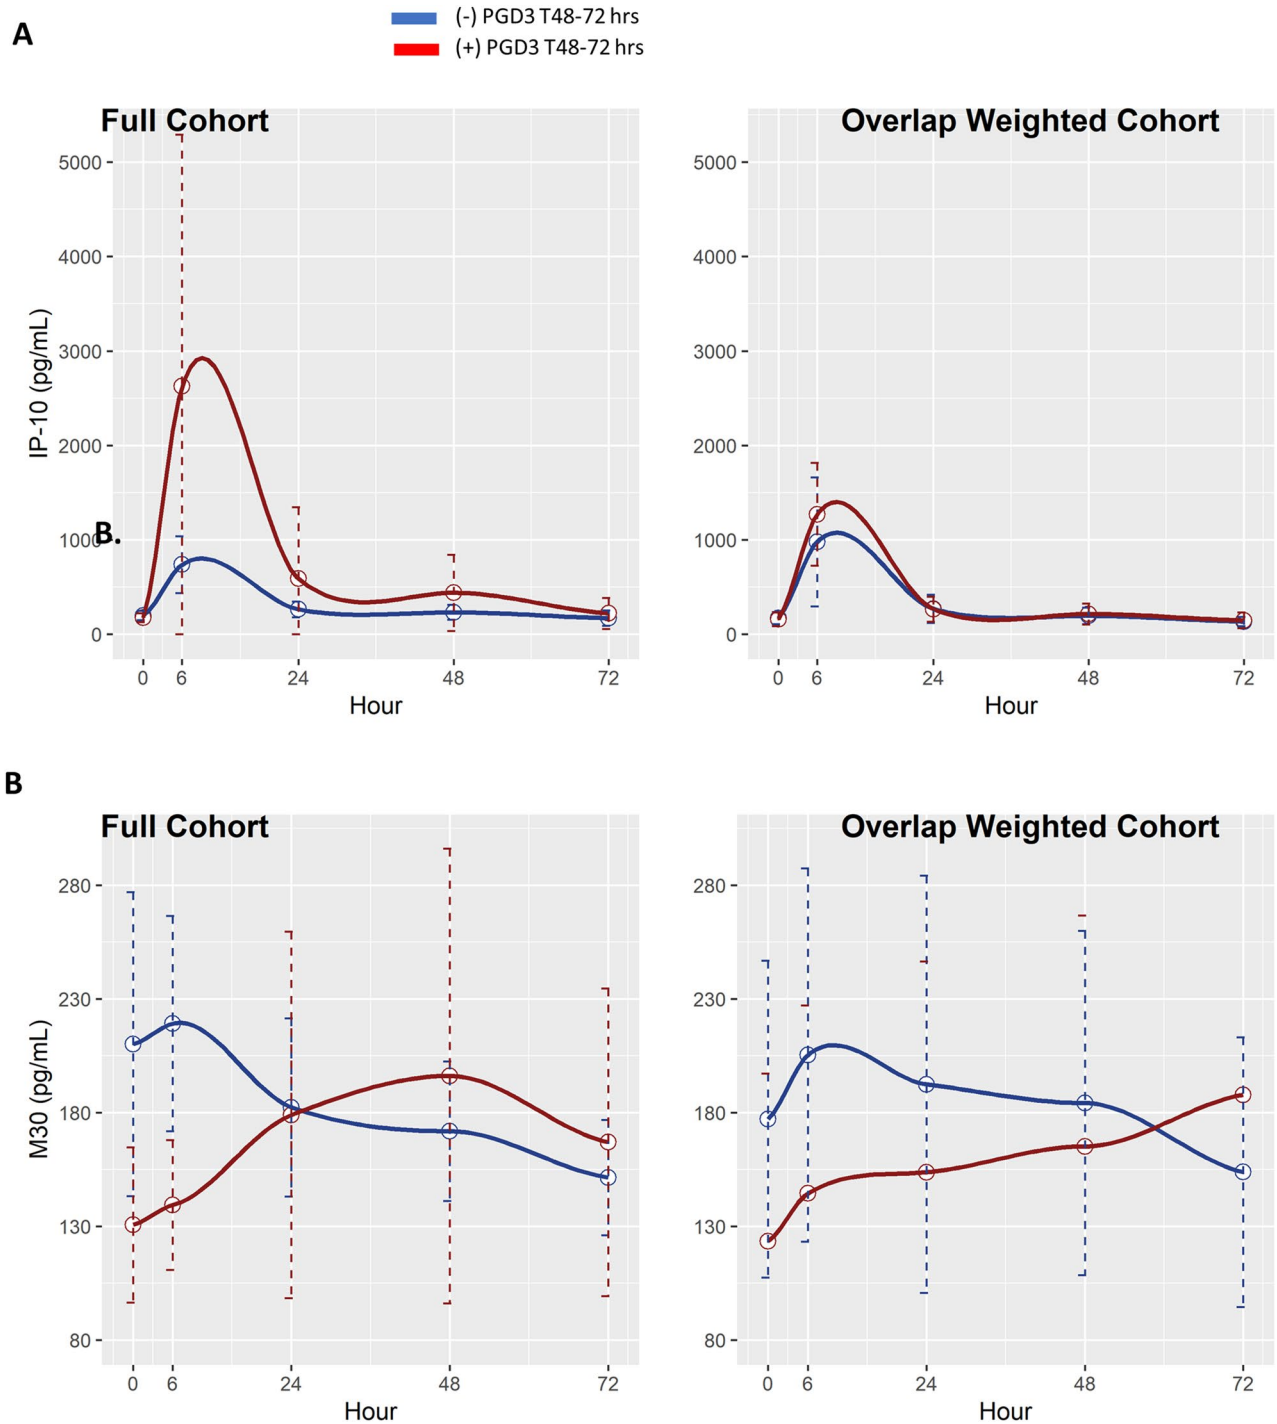 A
(-) PGD3 T48-72 hrs
(+) PGD3 T48-72 hrs
Full Cohort
Overlap Weighted Cohort
5000
4000
3000
2000
1000
0
IP-10 (pg/mL)
B.
0 6 24 48 72
Hour
5000
4000
3000
2000
1000
0
0 6 24 48 72
Hour
B
Full Cohort
Overlap Weighted Cohort
280
230
180
130
80
M30 (pg/mL)
0 6 24 48 72
Hour
280
230
180
130
80
0 6 24 48 72
Hour